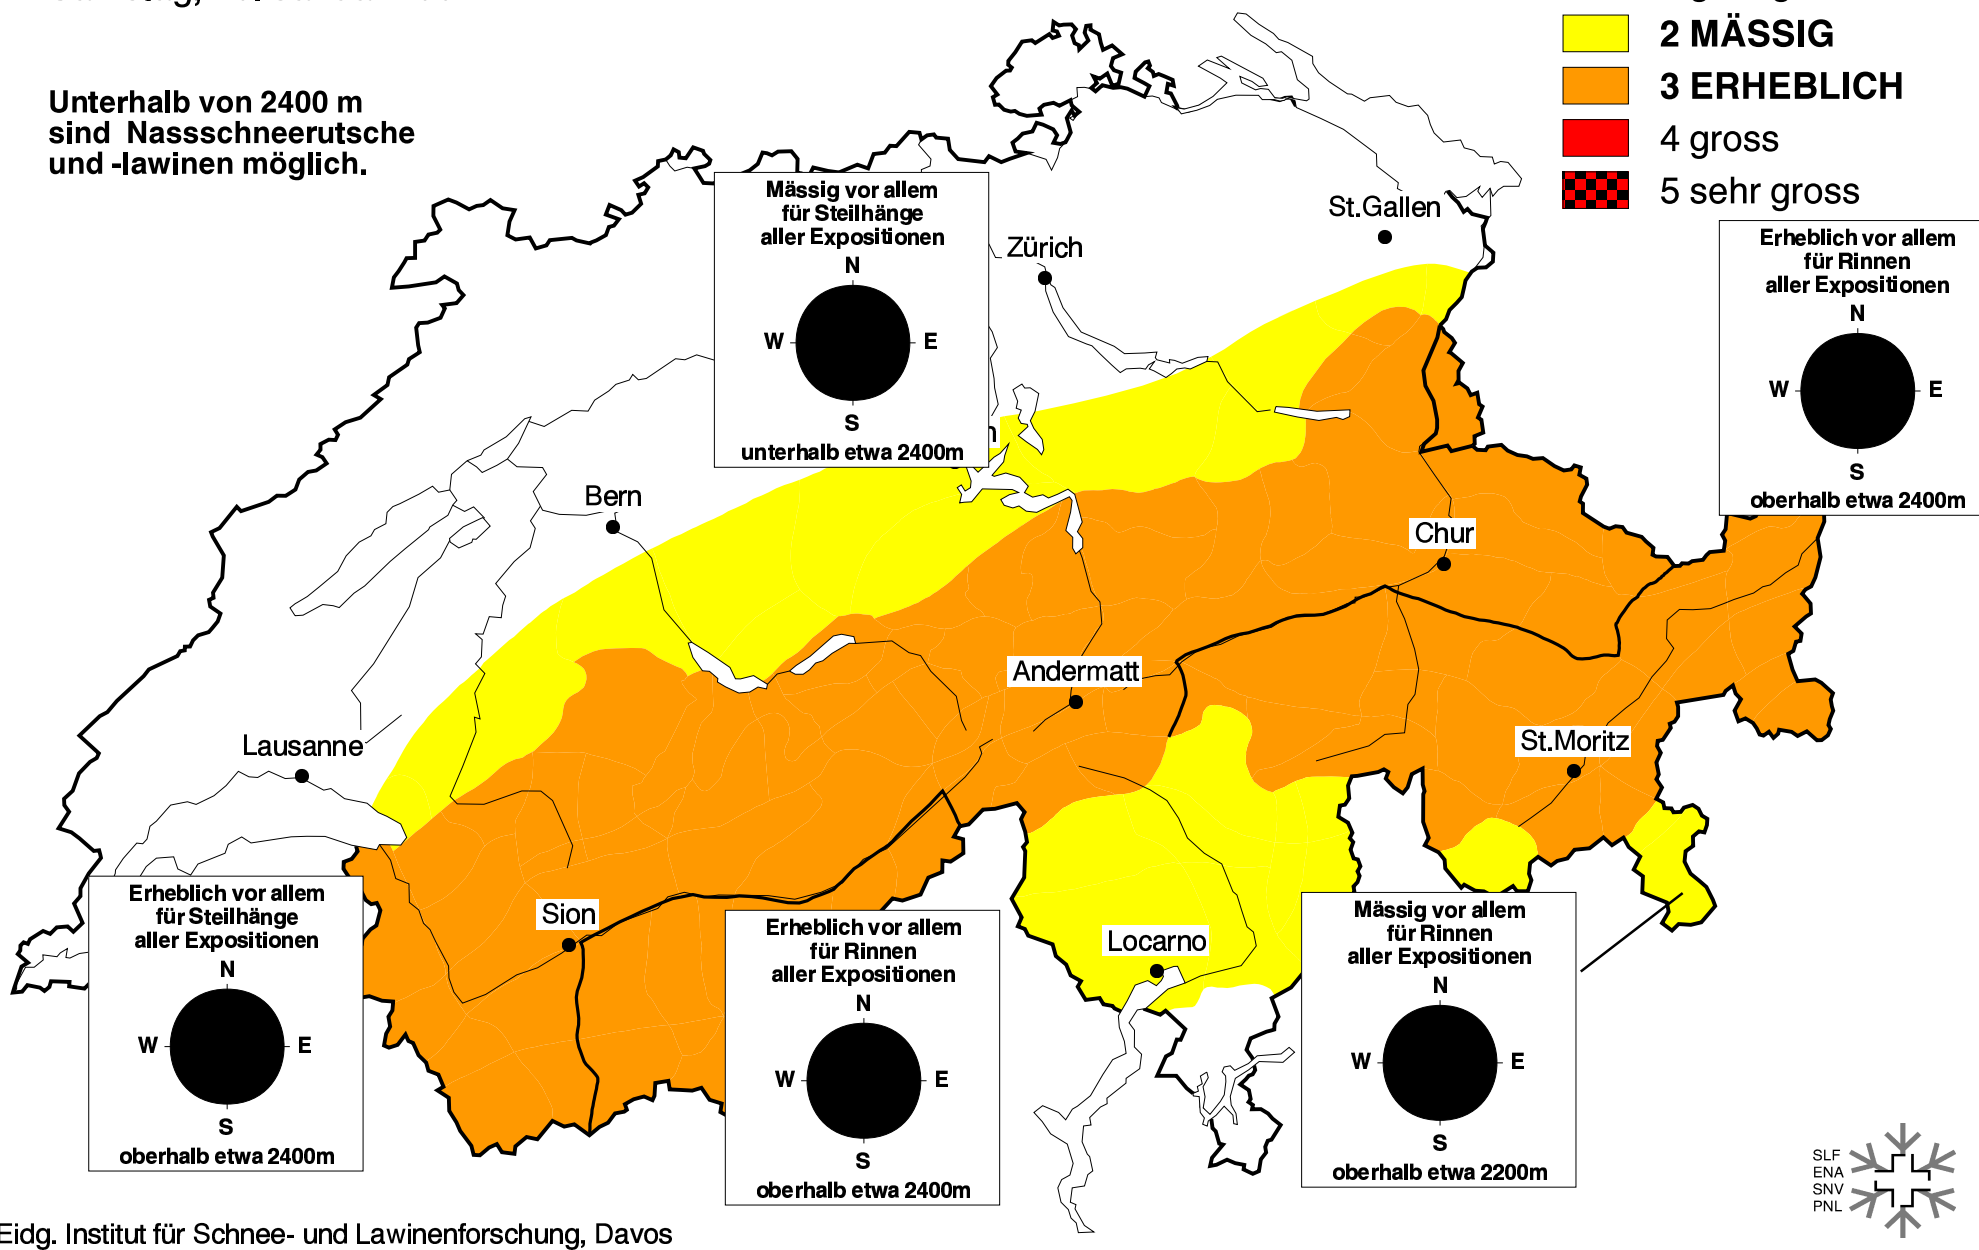 2 MÄSSIG
3 ERHEBLICH
4 gross
5 sehr gross
Unterhalb von 2400 m
sind Nassschneerutsche
und -lawinen möglich.
Mässig vor allem
für Steilhänge
aller Expositionen
N
W
E
S
unterhalb etwa 2400m
Zürich
St.Gallen
Erheblich vor allem
für Rinnen
aller Expositionen
N
W
E
S
oberhalb etwa 2400m
Bern
Chur
Andermatt
Lausanne
St.Moritz
Sion
Locarno
Erheblich vor allem
für Steilhänge
aller Expositionen
N
W
E
S
oberhalb etwa 2400m
Erheblich vor allem
für Rinnen
aller Expositionen
N
W
E
S
oberhalb etwa 2400m
Mässig vor allem
für Rinnen
aller Expositionen
N
W
E
S
oberhalb etwa 2200m
SLF
ENA
SNV
PNL
Eidg. Institut für Schnee- und Lawinenforschung, Davos